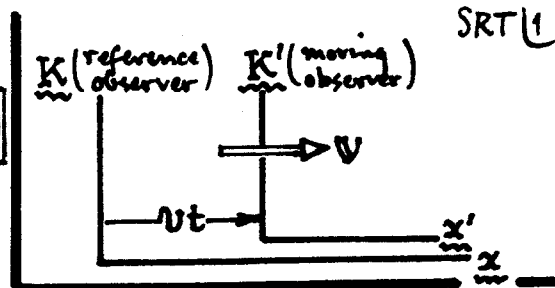 SRT 1
K (reference observer) K' (moving observer)
v
vt
x'
x